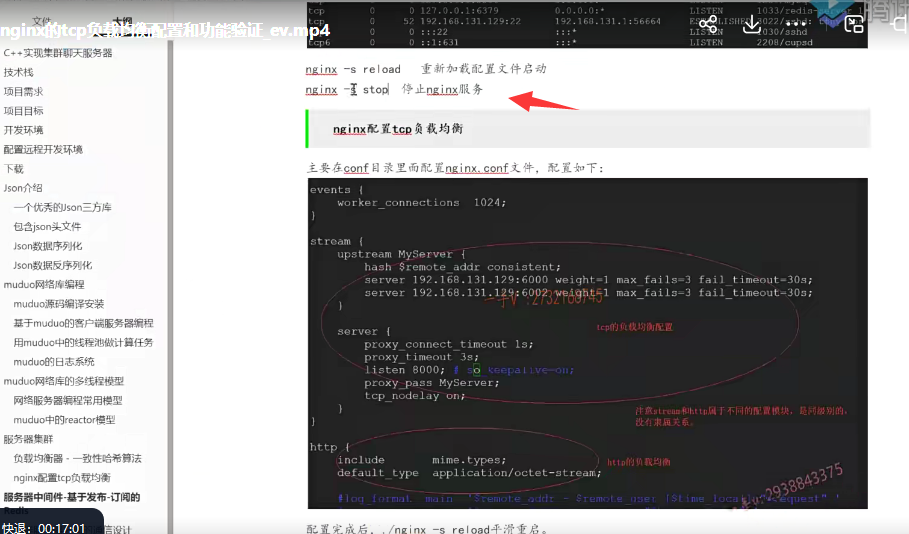 文件
大纲
nginx的tcp负载均衡配置和功能验证_ev.mp4
C++实现集群聊天服务器
技术栈
项目需求
项目目标
开发环境
配置远程开发环境
下载
Json介绍
一个优秀的Json三方库
包含json头文件
Json数据序列化
Json数据反序列化
muduo网络库编程
muduo源码编译安装
基于muduo的客户端服务器编程
用muduo中的线程池做计算任务
muduo的日志系统
muduo网络库的多线程模型
网络服务器编程常用模型
muduo中的reactor模型
服务器集群
负载均衡器 - 一致性哈希算法
nginx配置tcp负载均衡
服务器中间件-基于发布-订阅的
Redis
快退：00:17:01
信设计
tcp 0 0 127.0.0.1:6379 0.0.0.0:* LISTEN 1033/redis-server
tcp 0 52 192.168.131.129:22 192.168.1.1:56664
tcp6 0 0 :::22 :::* LISTEN 1030/sshd
tcp6 0 0 ::1:631 :::* LISTEN 2200/cupsd
nginx -s reload 重新加载配置文件启动
nginx -s stop 停止nginx服务
nginx配置tcp负载均衡
主要在conf目录里面配置nginx.conf文件，配置如下：
events {
worker_connections 1024;
}
stream {
upstream MyServer {
hash $remote_addr consistent;
server 192.168.131.129:6000 weight=1 max_fails=3 fail_timeout=30s;
server 192.168.131.129:6002 weight=1 max_fails=3 fail_timeout=30s;
}
tcp的负载均衡配置
server {
proxy_connect_timeout 1s;
proxy_timeout 3s;
listen 8000; # so_keepalive=on;
proxy_pass MyServer;
tcp_nodelay on;
}
}
注意stream和http属于不同的配置模块，是同级别的，
没有隶属关系。
http {
include mime.types;
default_type application/octet-stream;
http的负载均衡
#log_format main '$remote_addr - $remote_user [$time_local] "$request" '
2938843375
配置完成后，./nginx -s reload平滑重启。